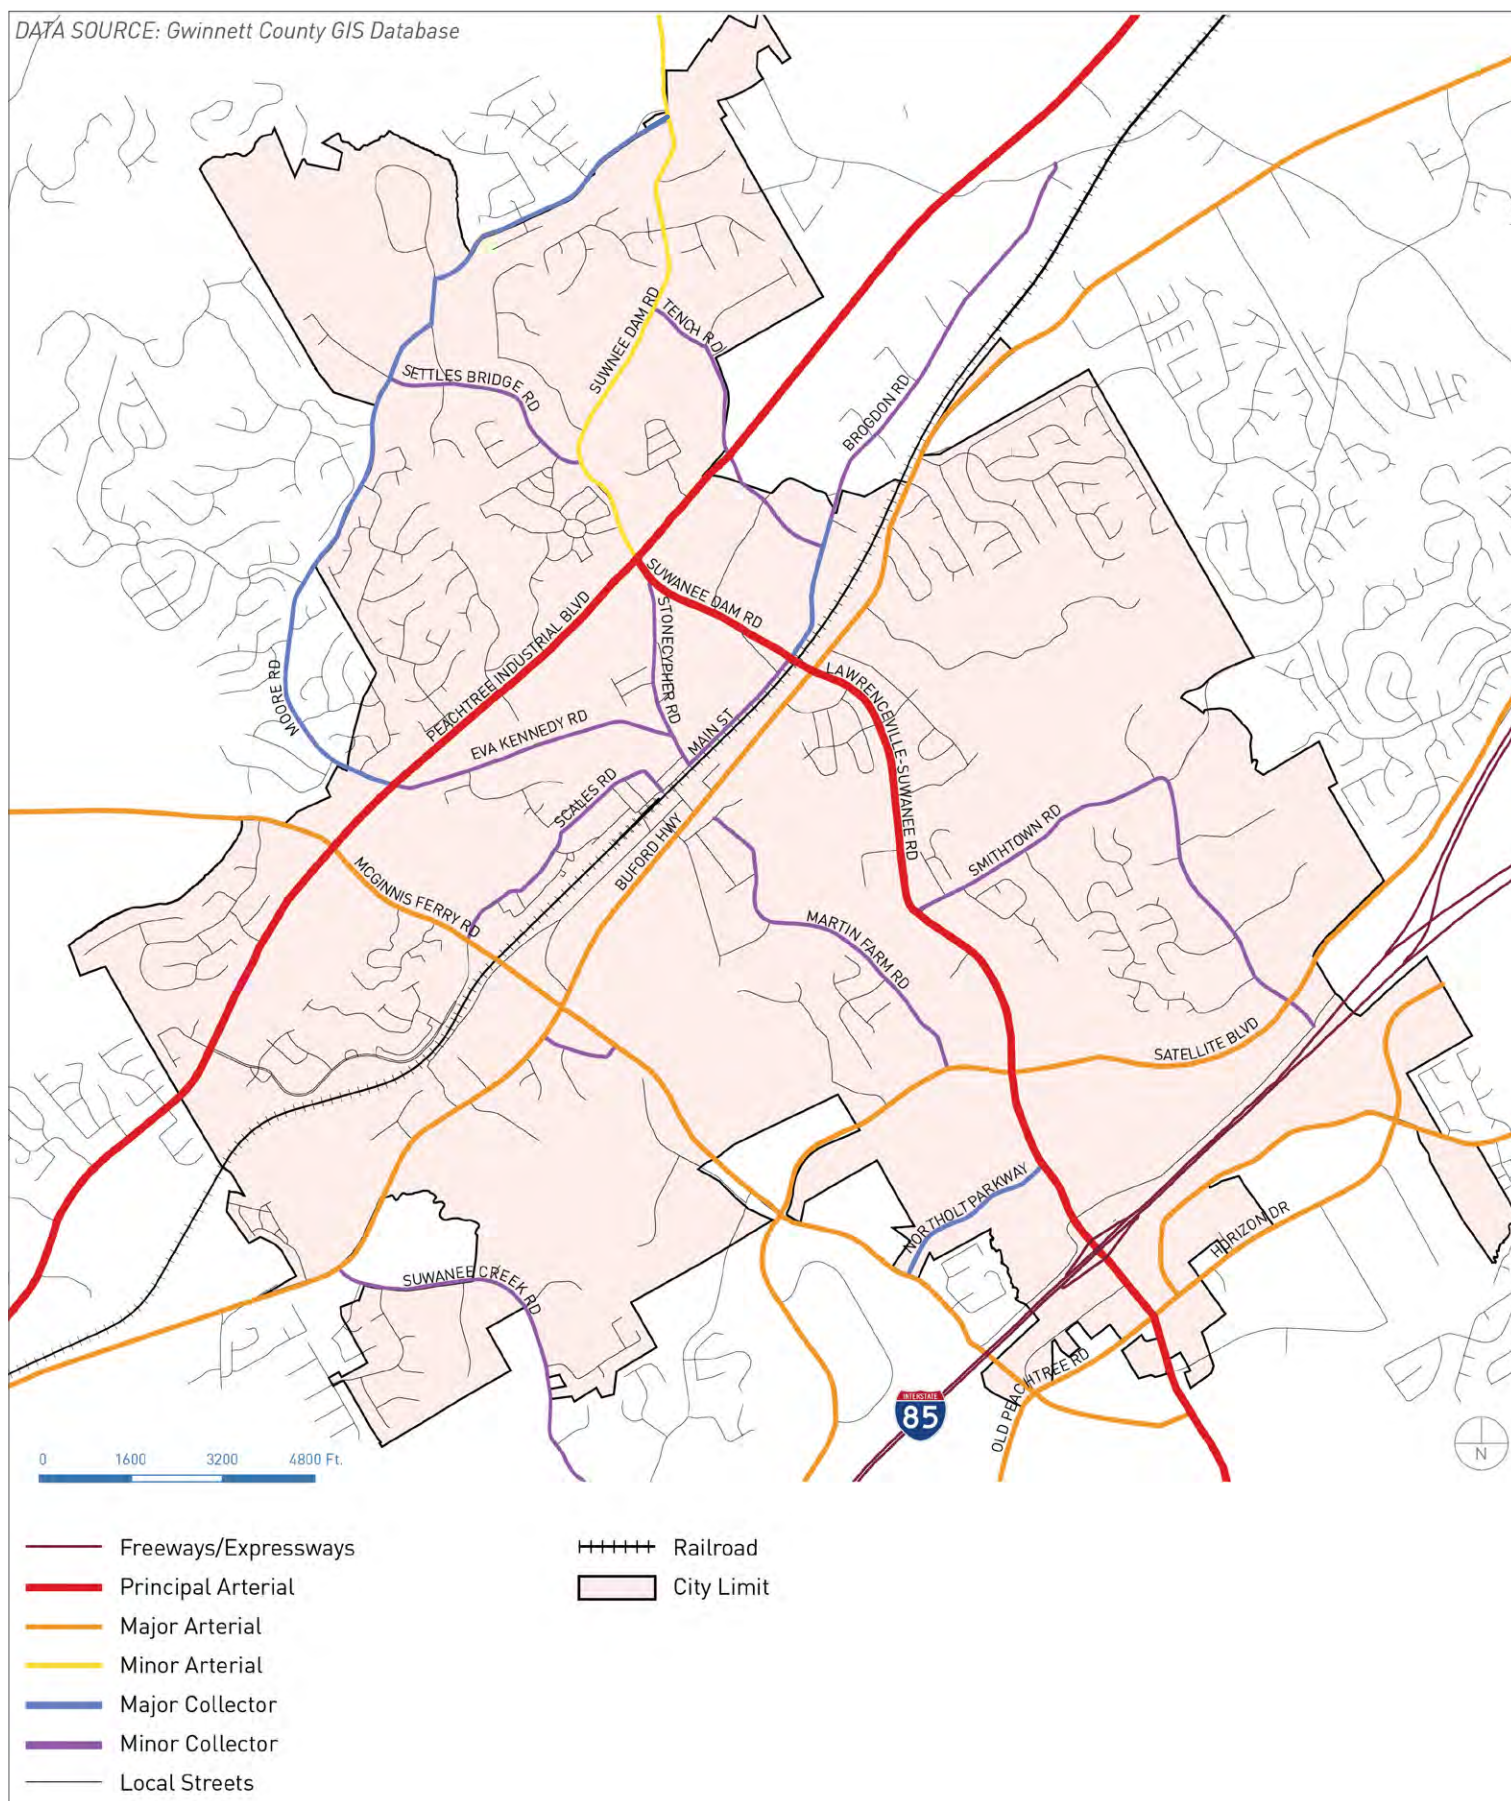 DATA SOURCE: Gwinnett County GIS Database
SUWNEE DAM RD
TENCH RD
SETTLES BRIDGE RD
BROGDON RD
SUWANEE DAM RD
STONECYPHER RD
PEACHTREE INDUSTRIAL BLVD
MOORE RD
LAWRENCEVILLE-SUWANEE RD
EVA KENNEDY RD
MAIN ST
SCALES RD
BUFORD HWY
SMITHTOWN RD
MCGINNIS FERRY RD
MARTIN FARM RD
SATELLITE BLVD
NORTHOLT PARKWAY
HORIZON DR
SUWANEE CREEK RD
OLD PEACHTREE RD
INTERSTATE
85
0 1600 3200 4800 Ft.
N
Freeways/Expressways
Principal Arterial
Major Arterial
Minor Arterial
Major Collector
Minor Collector
Local Streets
Railroad
City Limit